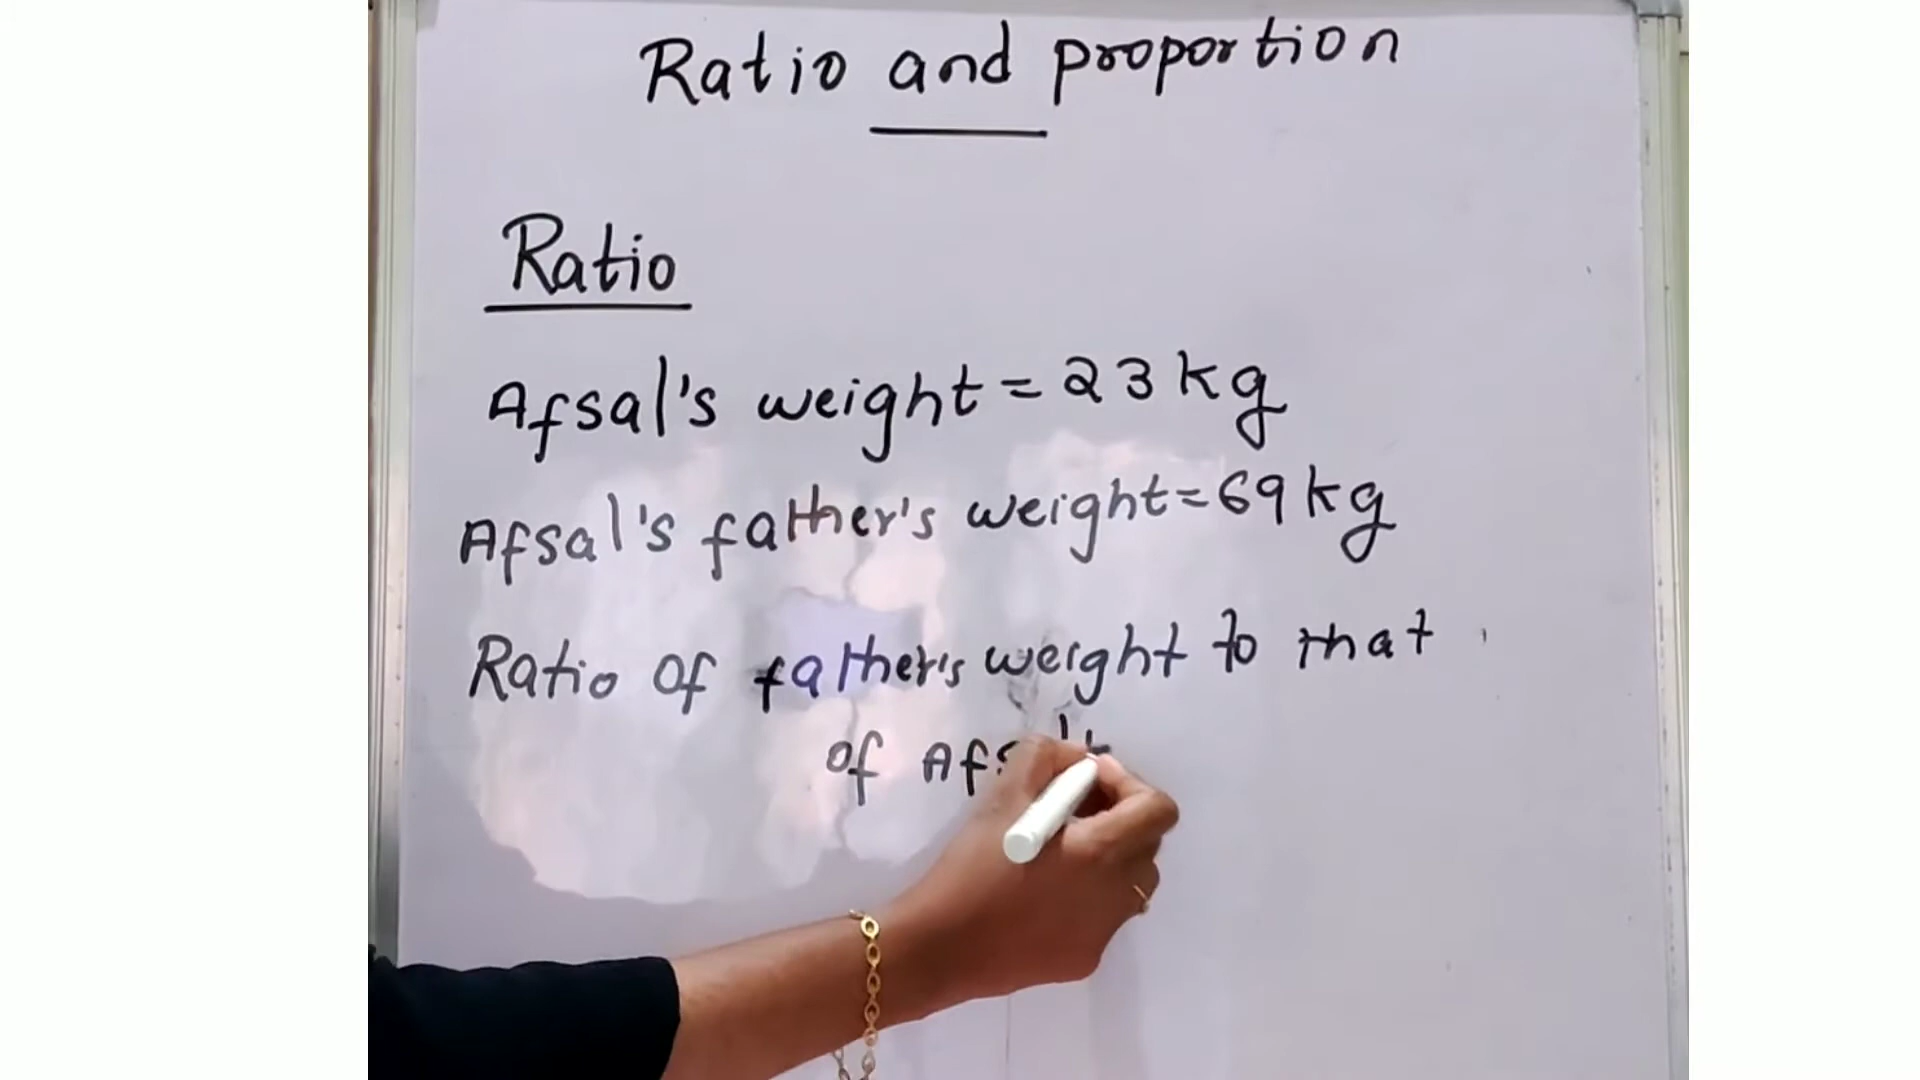 Ratio and proportion
Ratio
Afsal's weight = 23 kg
Afsal's father's weight = 69 kg
Ratio of father's weight to that
of